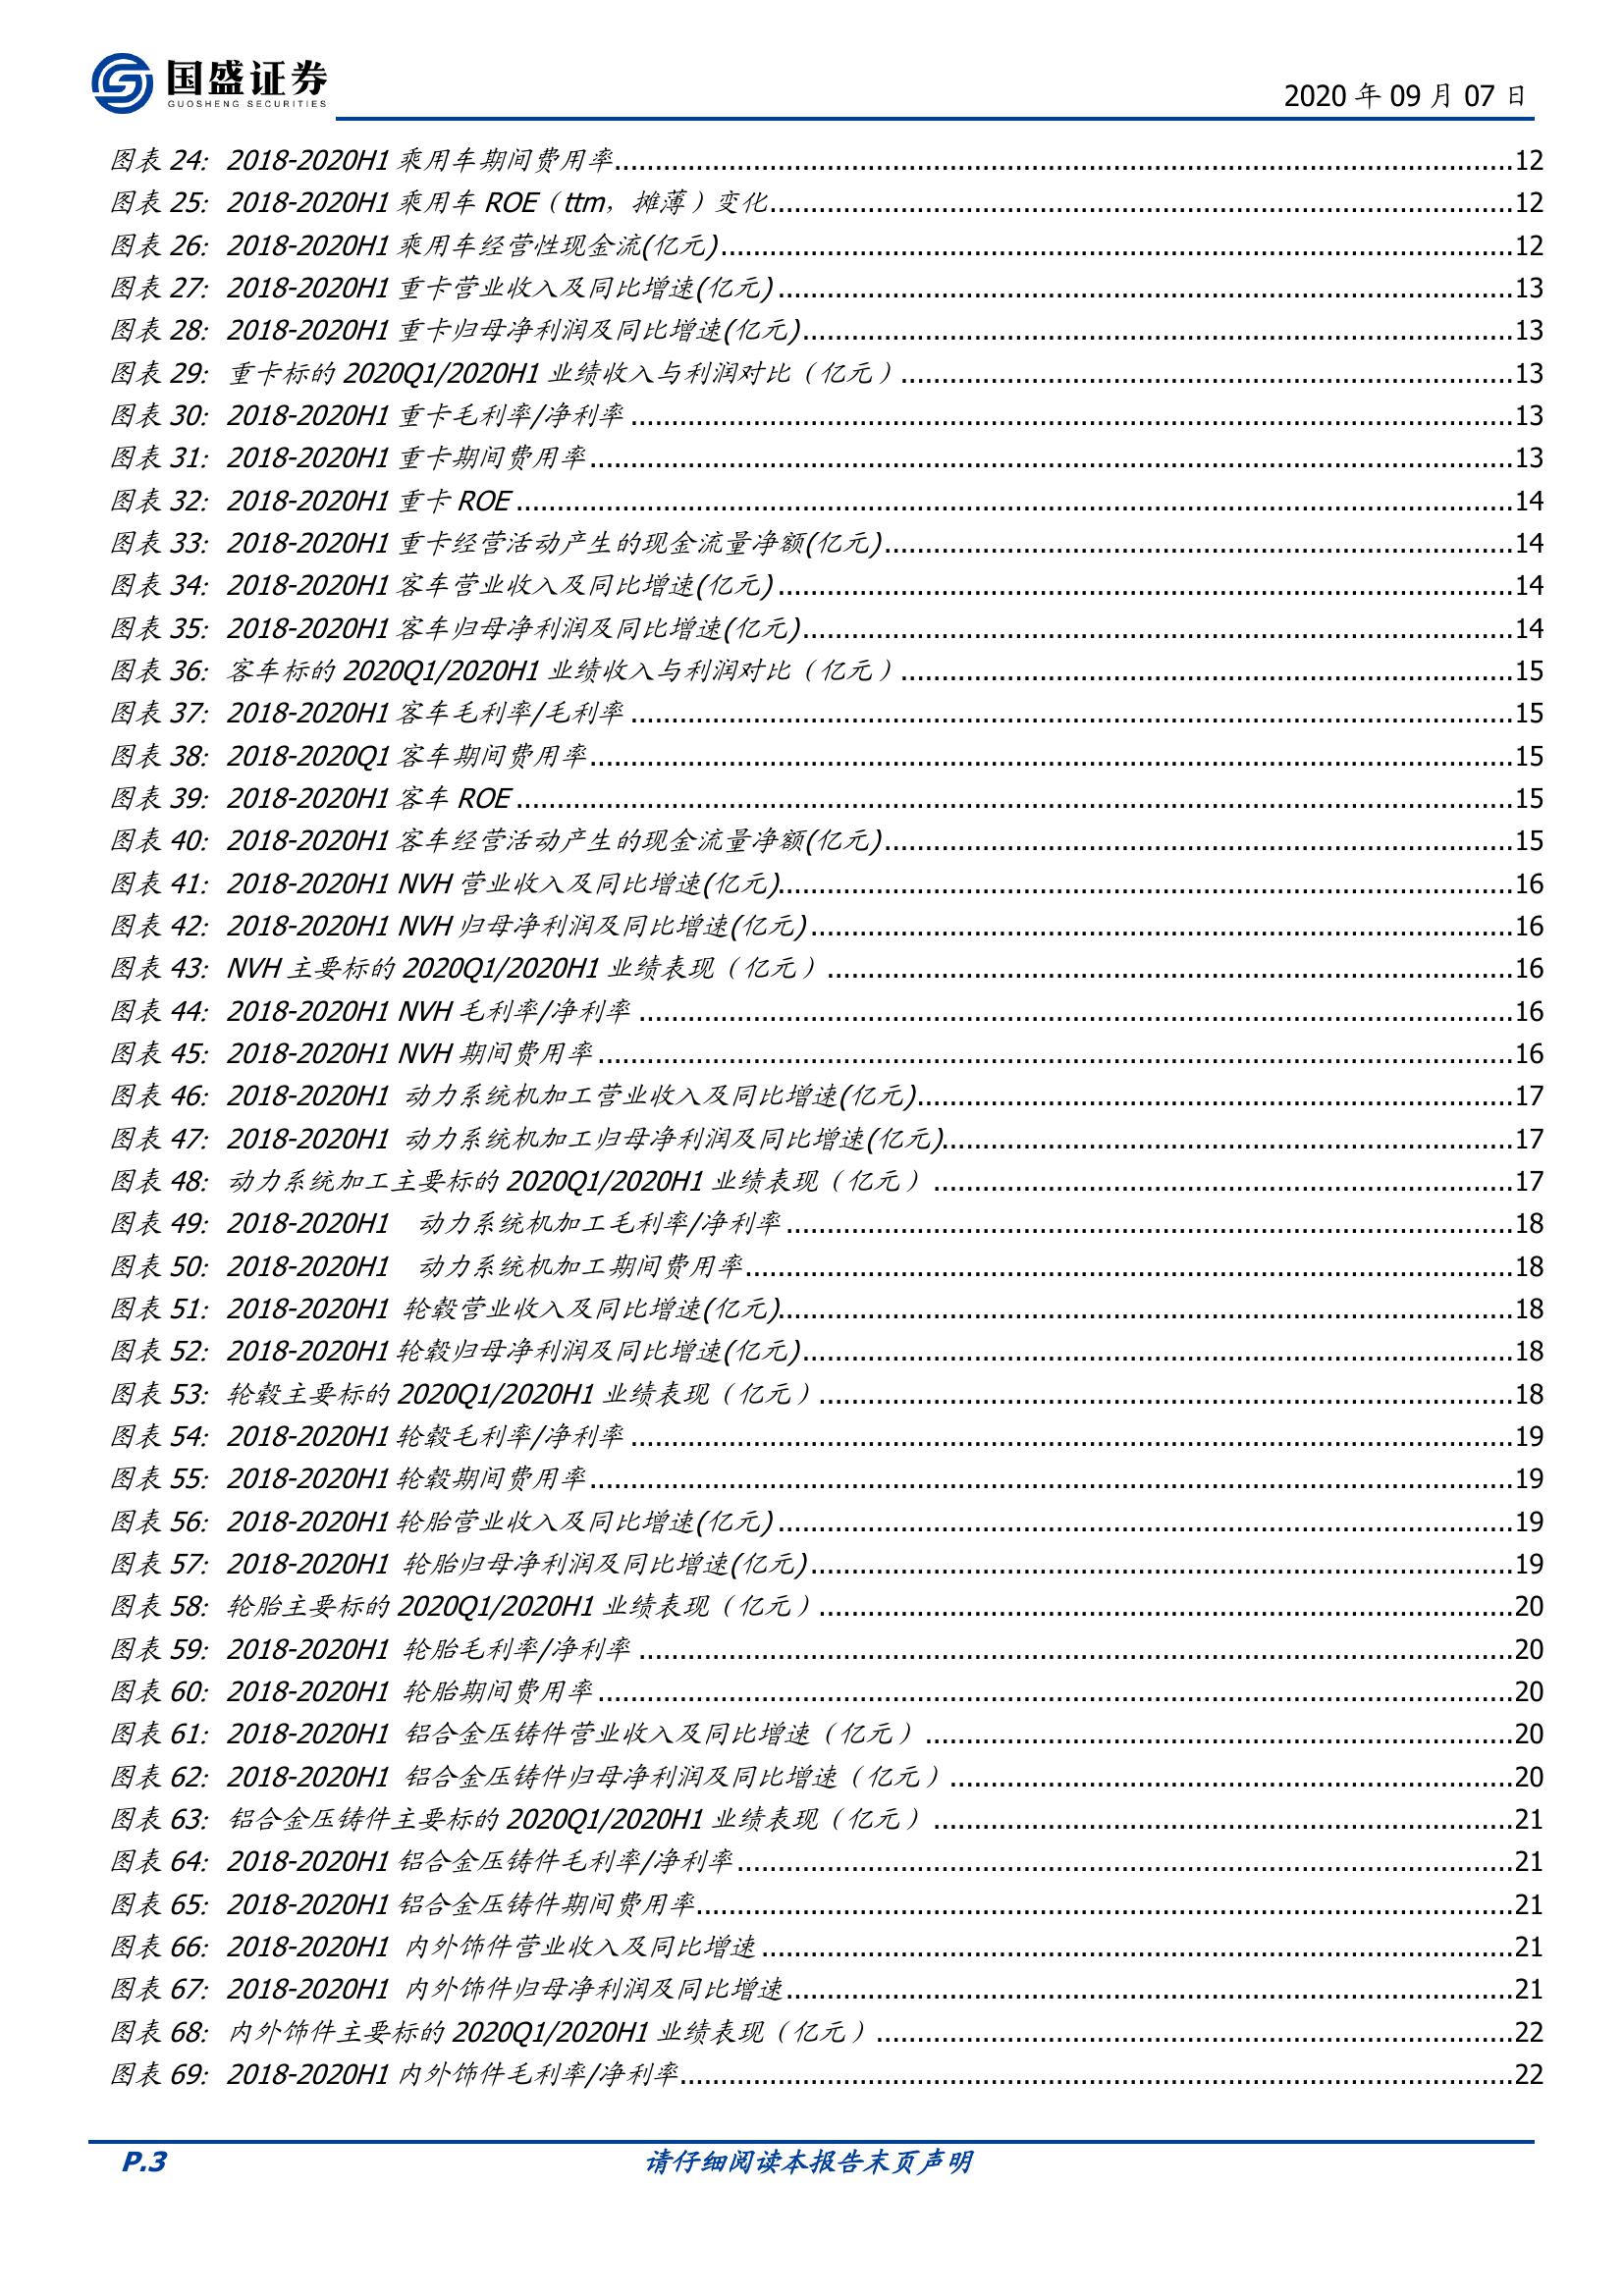 国盛证券
GUOSHENG SECURITIES
2020 年 09 月 07 日
图表 24: 2018-2020H1 乘用车期间费用率 12
图表 25: 2018-2020H1 乘用车 ROE（ttm，摊薄）变化 12
图表 26: 2018-2020H1 乘用车经营性现金流(亿元) 12
图表 27: 2018-2020H1 重卡营业收入及同比增速(亿元) 13
图表 28: 2018-2020H1 重卡归母净利润及同比增速(亿元) 13
图表 29: 重卡标的 2020Q1/2020H1 业绩收入与利润对比（亿元） 13
图表 30: 2018-2020H1 重卡毛利率/净利率 13
图表 31: 2018-2020H1 重卡期间费用率 13
图表 32: 2018-2020H1 重卡 ROE 14
图表 33: 2018-2020H1 重卡经营活动产生的现金流量净额(亿元) 14
图表 34: 2018-2020H1 客车营业收入及同比增速(亿元) 14
图表 35: 2018-2020H1 客车归母净利润及同比增速(亿元) 14
图表 36: 客车标的 2020Q1/2020H1 业绩收入与利润对比（亿元） 15
图表 37: 2018-2020H1 客车毛利率/毛利率 15
图表 38: 2018-2020Q1 客车期间费用率 15
图表 39: 2018-2020H1 客车 ROE 15
图表 40: 2018-2020H1 客车经营活动产生的现金流量净额(亿元) 15
图表 41: 2018-2020H1 NVH 营业收入及同比增速(亿元) 16
图表 42: 2018-2020H1 NVH 归母净利润及同比增速(亿元) 16
图表 43: NVH 主要标的 2020Q1/2020H1 业绩表现（亿元） 16
图表 44: 2018-2020H1 NVH 毛利率/净利率 16
图表 45: 2018-2020H1 NVH 期间费用率 16
图表 46: 2018-2020H1 动力系统机加工营业收入及同比增速(亿元) 17
图表 47: 2018-2020H1 动力系统机加工归母净利润及同比增速(亿元) 17
图表 48: 动力系统加工主要标的 2020Q1/2020H1 业绩表现（亿元） 17
图表 49: 2018-2020H1 动力系统机加工毛利率/净利率 18
图表 50: 2018-2020H1 动力系统机加工期间费用率 18
图表 51: 2018-2020H1 轮毂营业收入及同比增速(亿元) 18
图表 52: 2018-2020H1 轮毂归母净利润及同比增速(亿元) 18
图表 53: 轮毂主要标的 2020Q1/2020H1 业绩表现（亿元） 18
图表 54: 2018-2020H1 轮毂毛利率/净利率 19
图表 55: 2018-2020H1 轮毂期间费用率 19
图表 56: 2018-2020H1 轮胎营业收入及同比增速(亿元) 19
图表 57: 2018-2020H1 轮胎归母净利润及同比增速(亿元) 19
图表 58: 轮胎主要标的 2020Q1/2020H1 业绩表现（亿元） 20
图表 59: 2018-2020H1 轮胎毛利率/净利率 20
图表 60: 2018-2020H1 轮胎期间费用率 20
图表 61: 2018-2020H1 铝合金压铸件营业收入及同比增速（亿元） 20
图表 62: 2018-2020H1 铝合金压铸件归母净利润及同比增速（亿元） 20
图表 63: 铝合金压铸件主要标的 2020Q1/2020H1 业绩表现（亿元） 21
图表 64: 2018-2020H1 铝合金压铸件毛利率/净利率 21
图表 65: 2018-2020H1 铝合金压铸件期间费用率 21
图表 66: 2018-2020H1 内外饰件营业收入及同比增速 21
图表 67: 2018-2020H1 内外饰件归母净利润及同比增速 21
图表 68: 内外饰件主要标的 2020Q1/2020H1 业绩表现（亿元） 22
图表 69: 2018-2020H1 内外饰件毛利率/净利率 22
P.3
请仔细阅读本报告末页声明